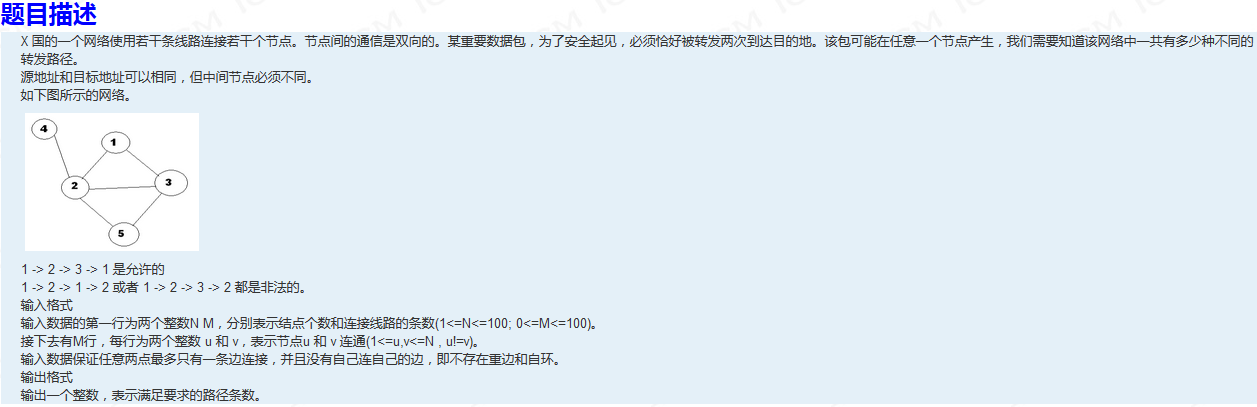 题目描述
X 国的一个网络使用若干条线路连接若干个节点。节点间的通信是双向的。某重要数据包，为了安全起见，必须恰好被转发两次到达目的地。该包可能在任意一个节点产生，我们需要知道该网络中一共有多少种不同的
转发路径。
源地址和目标地址可以相同，但中间节点必须不同。
如下图所示的网络。
4
1
2
3
5
1 -> 2 -> 3 -> 1 是允许的
1 -> 2 -> 1 -> 2 或者 1 -> 2 -> 3 -> 2 都是非法的。
输入格式
输入数据的第一行为两个整数N M，分别表示结点个数和连接线路的条数(1<=N<=100; 0<=M<=100)。
接下去有M行，每行为两个整数 u 和 v，表示节点u 和 v 连通(1<=u,v<=N , u!=v)。
输入数据保证任意两点最多只有一条边连接，并且没有自己连自己的边，即不存在重边和自环。
输出格式
输出一个整数，表示满足要求的路径条数。